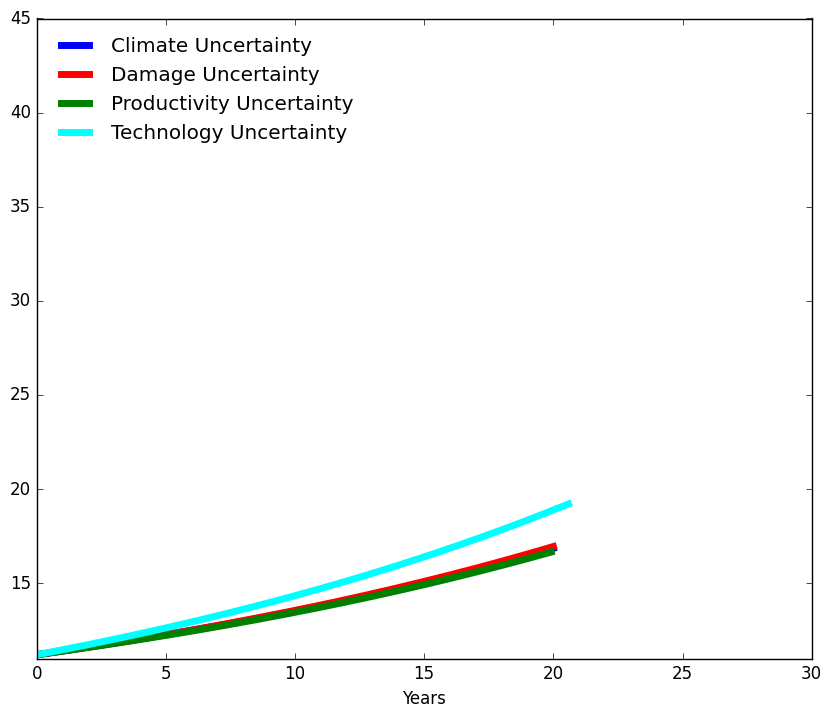 45
40
35
30
25
20
15
Climate Uncertainty
Damage Uncertainty
Productivity Uncertainty
Technology Uncertainty
0 5 10 15 20 25 30
Years